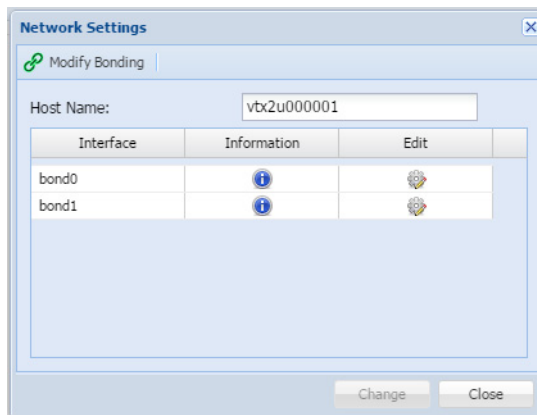 Network Settings
Modify Bonding
Host Name: vtx2u000001
Interface Information Edit
bond0
bond1
Change Close